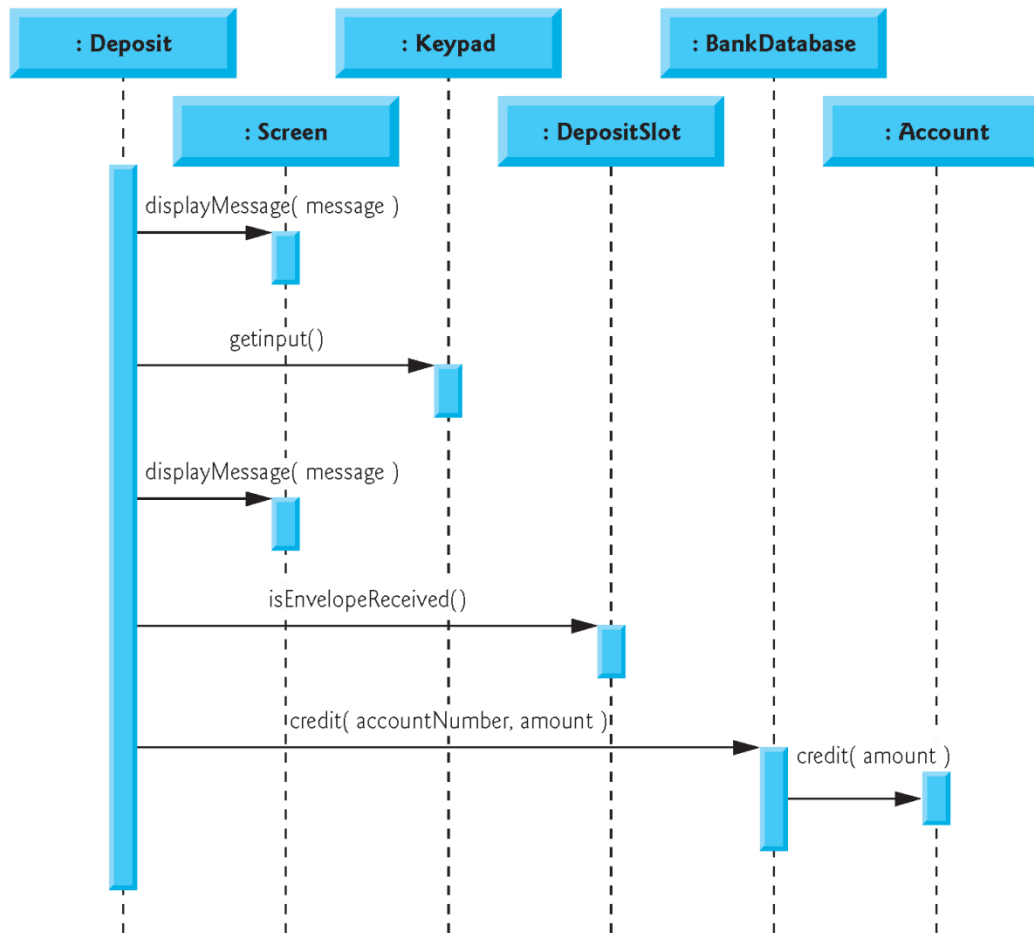 : Deposit
: Keypad
: BankDatabase
: Screen
: DepositSlot
: Account
displayMessage( message )
getinput()
displayMessage( message )
isEnvelopeReceived()
credit( accountNumber, amount )
credit( amount )